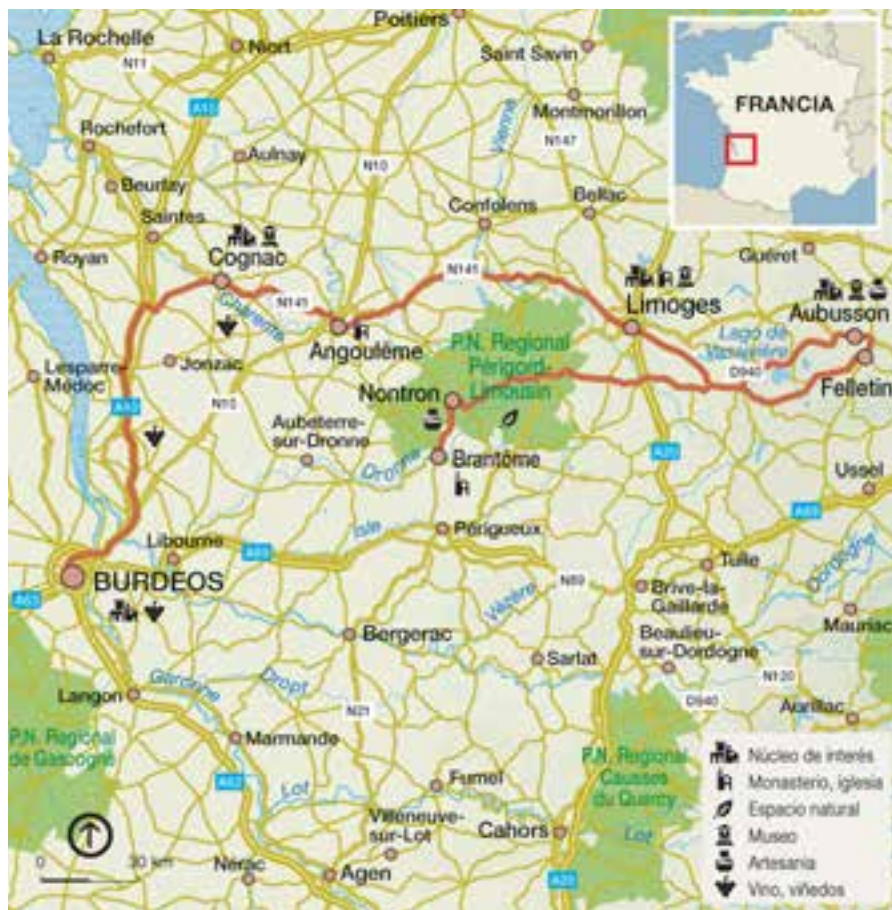 Poitiers
La Rochelle
Niort
Saint Savin
N11
FRANCIA
A10
Montmorillon
Vienne
Rochefort
Aulnay
N10
N147
Beurlay
Confolens
Bellac
Saintes
Royan
Cognac
N141
Guéret
Charente
N141
Limoges
Aubusson
Angoulême
P.N. Regional
Périgord-
Limousin
Lago de
Vassivière
D940
Felletin
Lesparre-
Médoc
Jonzac
Nontron
A10
N10
Aubeterre-
sur-Dronne
Dronne
Brantôme
A20
Ussel
Isle
Périgueux
Libourne
A89
A89
Tulle
BURDEOS
A63
N89
Vézère
Brive-la-
Gaillarde
Dordogne
Bergerac
Sarlat
Beaulieu-
sur-Dordogne
Mauriac
Langon
Garonne
Dropt
N120
N21
D940
Aurillac
P.N. Regional
de Gascogne
Marmande
P.N. Regional
Causses
du Quercy
A62
Lot
Fumel
Villeneuve-
sur-Lot
Cahors
Lot
0 30 km
Nérac
Agen
A20
Núcleo de interés
Monasterio, iglesia
Espacio natural
Museo
Artesanía
Vino, viñedos